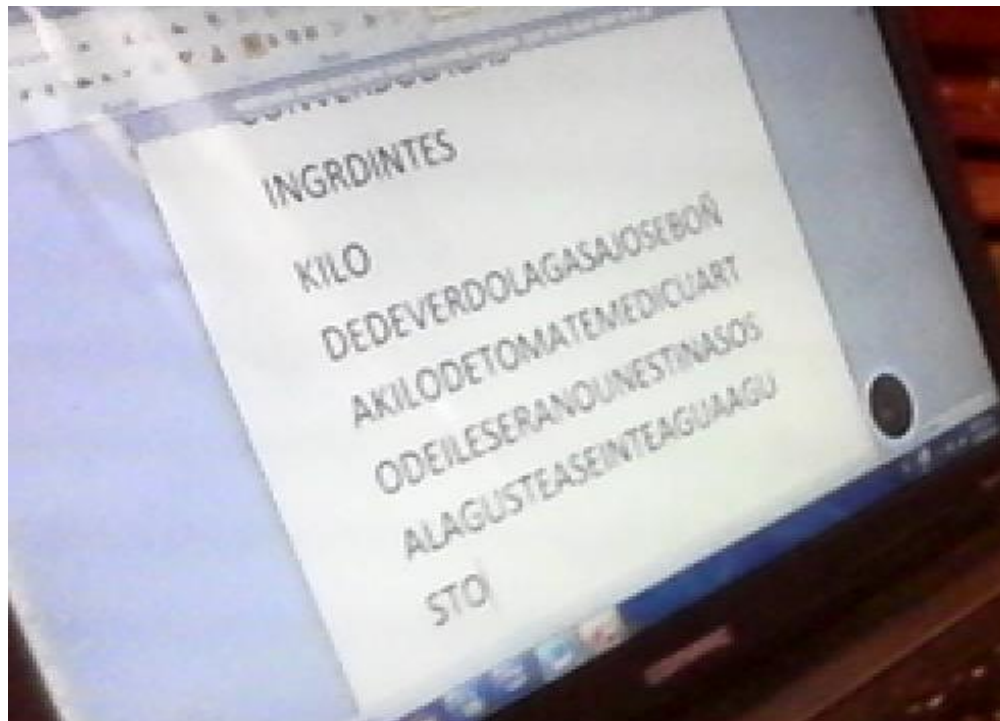 INGRDINTES
KILO
DEDEVERDOLAGASAJOSEBOÑ
AKILODETOMATEMEDICUART
ODEILESERANOUNESTINASOS
ALAGUSTEASEINTEAGUAAGU
STO